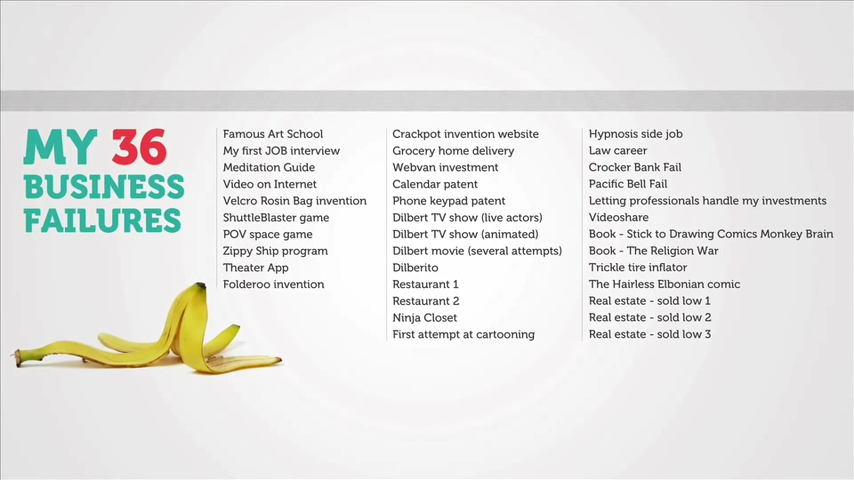 MY 36
BUSINESS
FAILURES
Famous Art School
My first JOB interview
Meditation Guide
Video on Internet
Velcro Rosin Bag invention
ShuttleBlaster game
POV space game
Zippy Ship program
Theater App
Folderoo invention
Crackpot invention website
Grocery home delivery
Webvan investment
Calendar patent
Phone keypad patent
Dilbert TV show (live actors)
Dilbert TV show (animated)
Dilbert movie (several attempts)
Dilberito
Restaurant 1
Restaurant 2
Ninja Closet
First attempt at cartooning
Hypnosis side job
Law career
Crocker Bank Fail
Pacific Bell Fail
Letting professionals handle my investments
Videoshare
Book - Stick to Drawing Comics Monkey Brain
Book - The Religion War
Trickle tire inflator
The Hairless Elbonian comic
Real estate - sold low 1
Real estate - sold low 2
Real estate - sold low 3